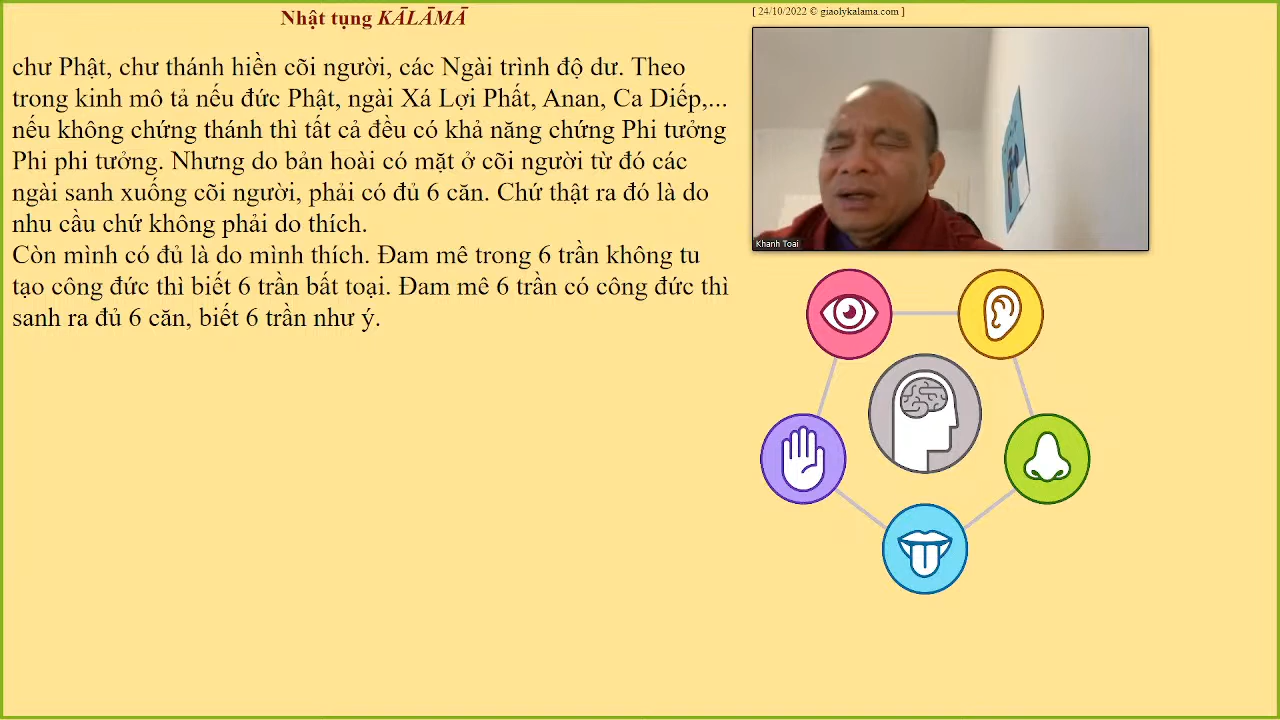 Nhật tụng KĀLĀMĀ
[ 24/10/2022 © giaolykalama.com ]
chư Phật, chư thánh hiền cõi người, các Ngài trình độ dư. Theo
trong kinh mô tả nếu đức Phật, ngài Xá Lợi Phất, Anan, Ca Diếp,...
nếu không chứng thánh thì tất cả đều có khả năng chứng Phi tưởng
Phi phi tưởng. Nhưng do bản hoài có mặt ở cõi người từ đó các
ngài sanh xuống cõi người, phải có đủ 6 căn. Chứ thật ra đó là do
nhu cầu chứ không phải do thích.
Còn mình có đủ là do mình thích. Đam mê trong 6 trần không tu
tạo công đức thì biết 6 trần bất toại. Đam mê 6 trần có công đức thì
sanh ra đủ 6 căn, biết 6 trần như ý.
Khanh Toai